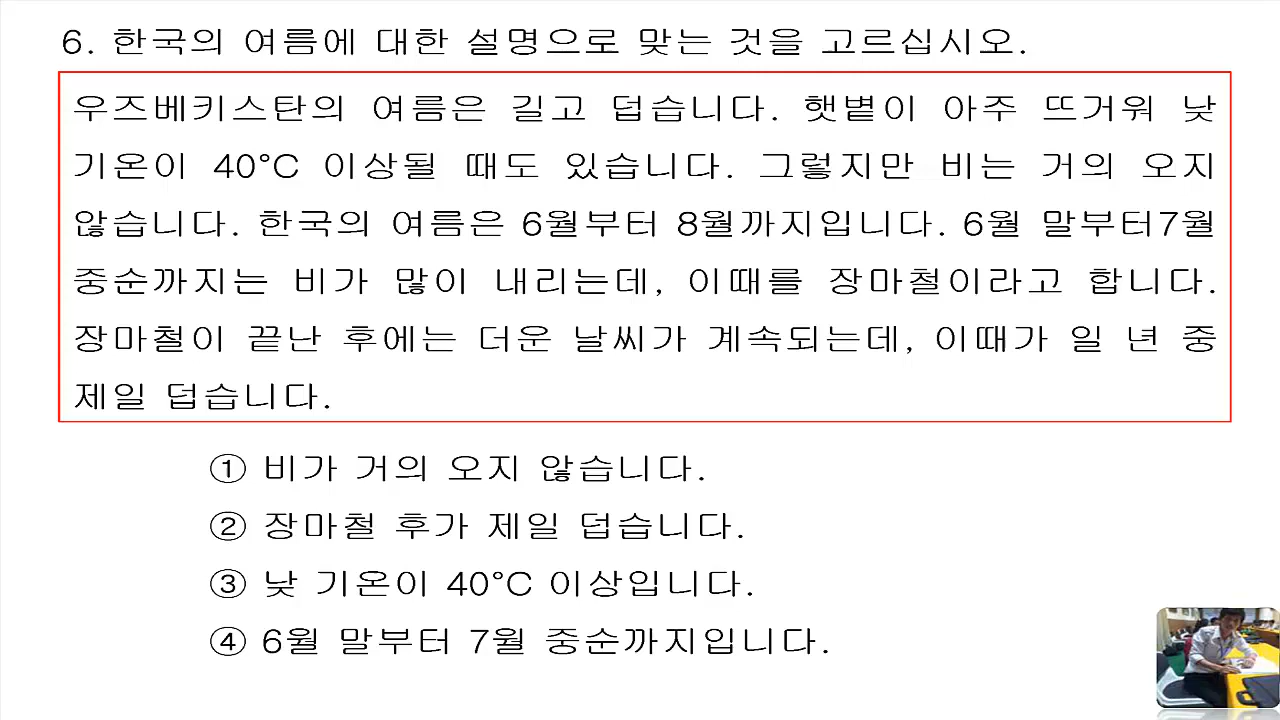 6. 한국의 여름에 대한 설명으로 맞는 것을 고르십시오.
우즈베키스탄의 여름은 길고 덥습니다. 햇볕이 아주 뜨거워 낮
기온이 40°C 이상될 때도 있습니다. 그렇지만 비는 거의 오지
않습니다. 한국의 여름은 6월부터 8월까지입니다. 6월 말부터7월
중순까지는 비가 많이 내리는데, 이때를 장마철이라고 합니다.
장마철이 끝난 후에는 더운 날씨가 계속되는데, 이때가 일 년 중
제일 덥습니다.
① 비가 거의 오지 않습니다.
② 장마철 후가 제일 덥습니다.
③ 낮 기온이 40°C 이상입니다.
④ 6월 말부터 7월 중순까지입니다.